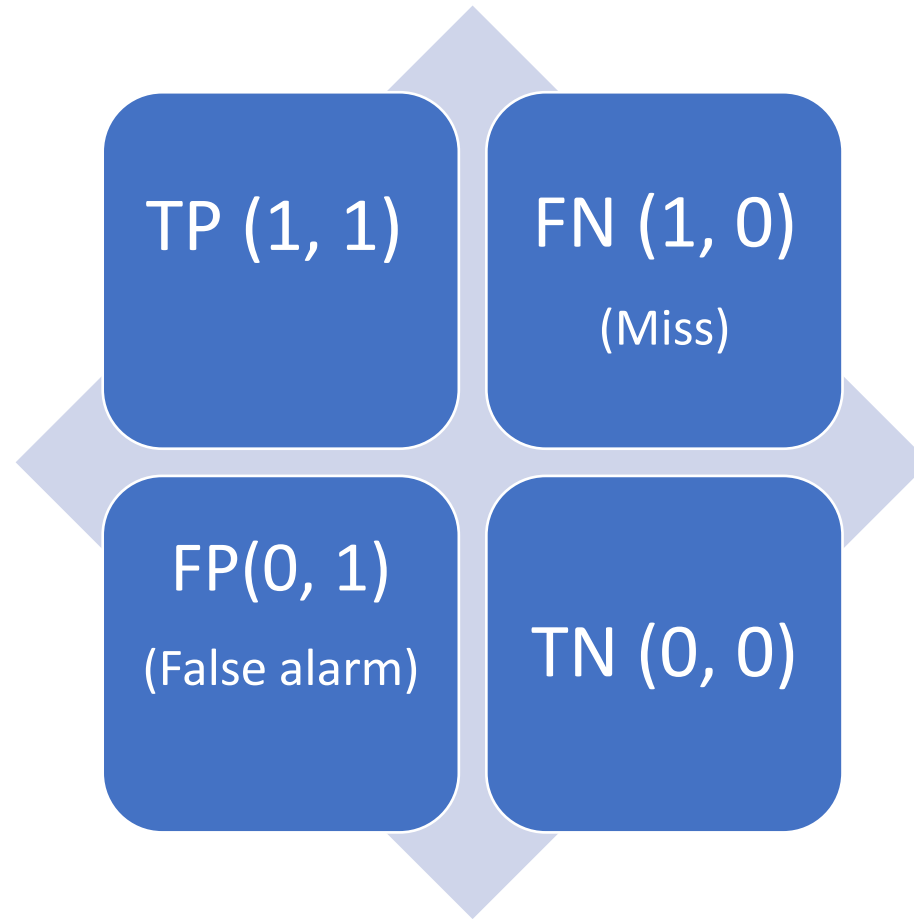 TP (1, 1)
FN (1, 0)
(Miss)
FP(0, 1)
(False alarm)
TN (0, 0)